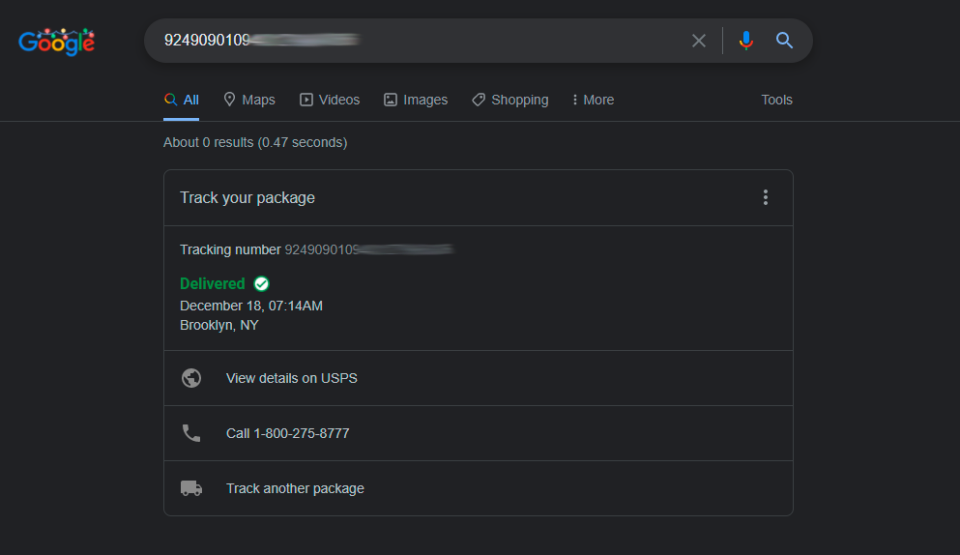 Google
9249090109
All Maps Videos Images Shopping More Tools
About 0 results (0.47 seconds)
Track your package
Tracking number 9249090109
Delivered
December 18, 07:14AM
Brooklyn, NY
View details on USPS
Call 1-800-275-8777
Track another package